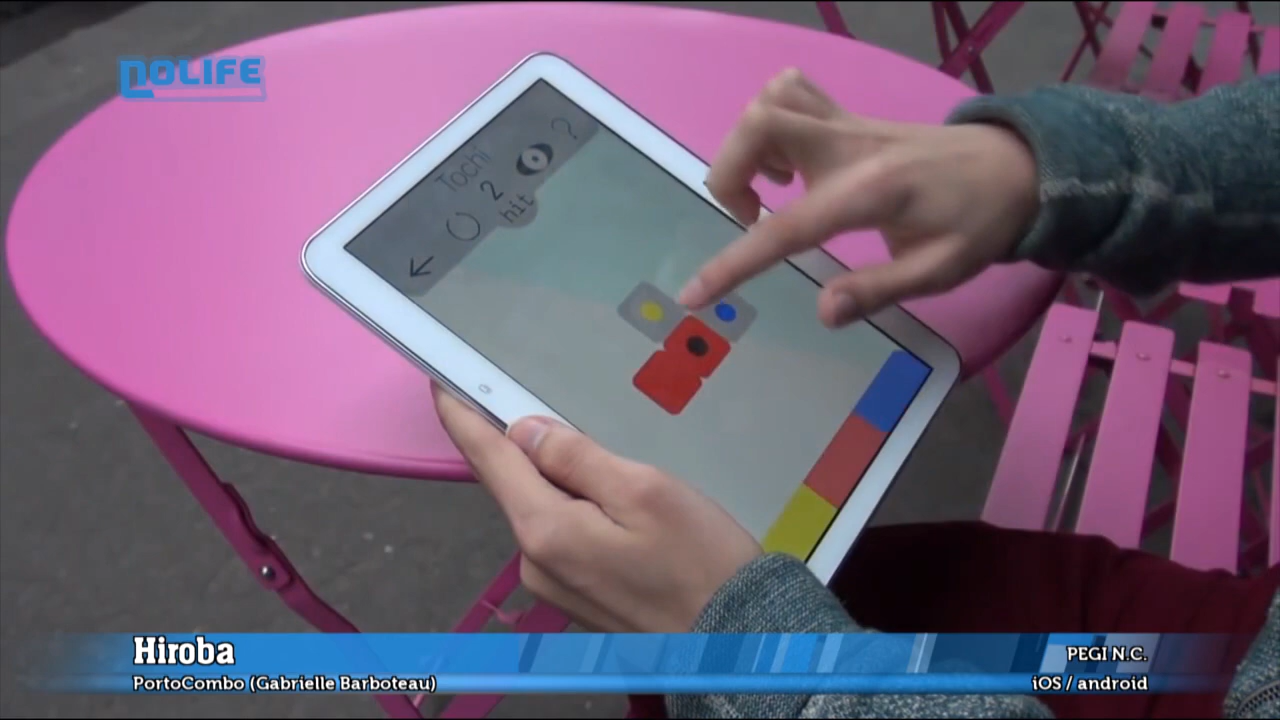 NOLIFE
Tochi
?
2
hit
Hiroba
PEGI N.C.
PortoCombo (Gabrielle Barboteau)
iOS / android